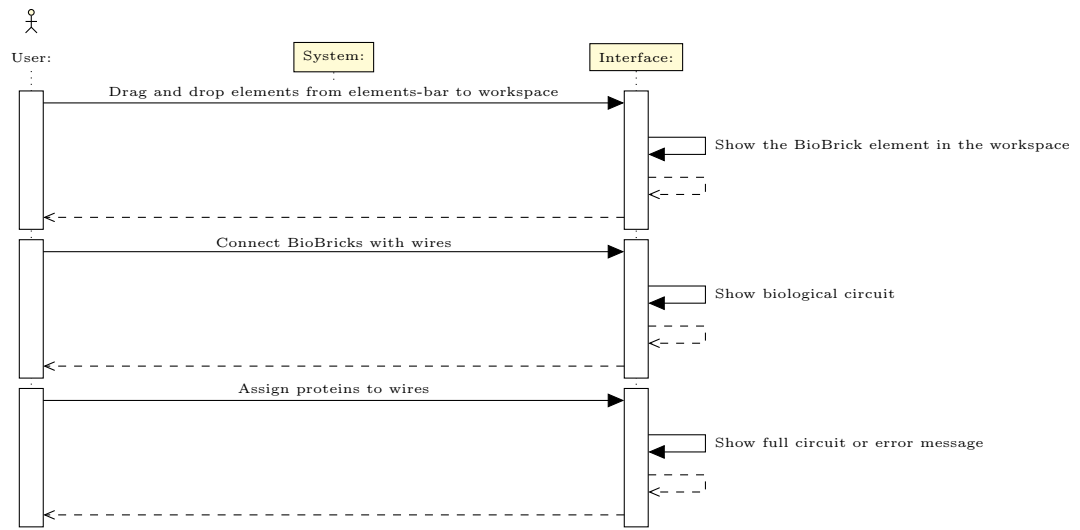 User:
System:
Interface:
Drag and drop elements from elements-bar to workspace
Show the BioBrick element in the workspace
Connect BioBricks with wires
Show biological circuit
Assign proteins to wires
Show full circuit or error message